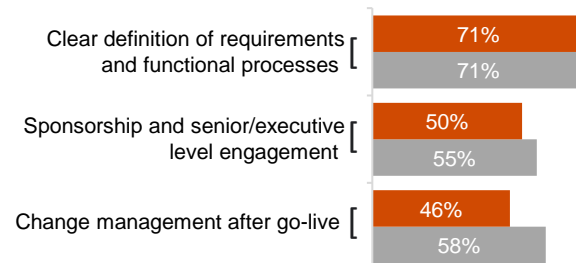 Clear definition of requirements
and functional processes
71%
71%
Sponsorship and senior/executive
level engagement
50%
55%
Change management after go-live
46%
58%